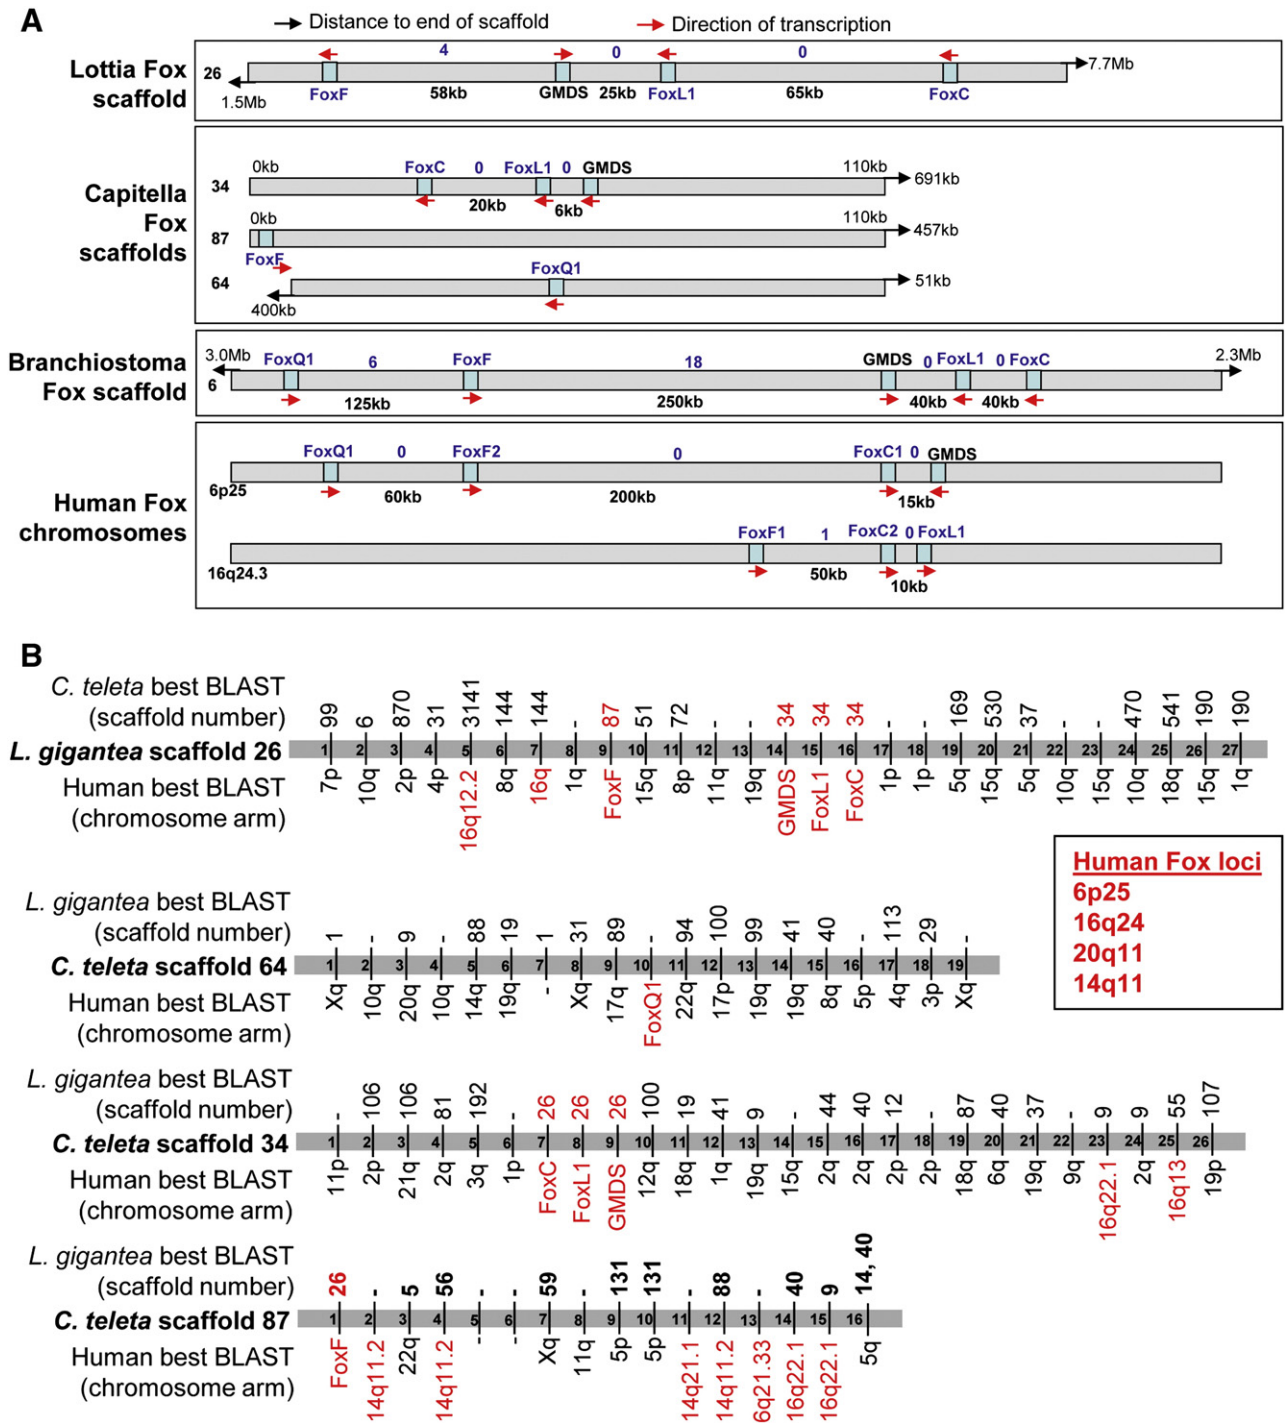 A
Distance to end of scaffold
Direction of transcription
Lottia Fox
scaffold
26
4
0
0
7.7Mb
1.5Mb
FoxF
58kb
GMDS
25kb
FoxL1
65kb
FoxC
Capitella
Fox
scaffolds
0kb
FoxC
0
FoxL1
0
GMDS
110kb
34
691kb
20kb
6kb
0kb
110kb
87
457kb
FoxF
FoxQ1
64
51kb
400kb
Branchiostoma
Fox scaffold
3.0Mb
FoxQ1
6
FoxF
18
GMDS
0
FoxL1
0
FoxC
2.3Mb
6
125kb
250kb
40kb
40kb
Human Fox
chromosomes
FoxQ1
0
FoxF2
0
FoxC1
0
GMDS
6p25
60kb
200kb
15kb
FoxF1
1
FoxC2
0
FoxL1
16q24.3
50kb
10kb
B
C. teleta best BLAST
(scaffold number)
99 6 870 31 3141 144 144 - 87 51 72 - - 34 34 34 - - 169 530 37 - - 470 541 190 190
L. gigantea scaffold 26
1 2 3 4 5 6 7 8 9 10 11 12 13 14 15 16 17 18 19 20 21 22 23 24 25 26 27
Human best BLAST
(chromosome arm)
7p 10q 2p 4p 16q12.2 8q 16q 1q FoxF 15q 8p 11q 19q GMDS FoxL1 FoxC 1p 1p 5q 15q 5q 10q 15q 10q 18q 15q 1q
Human Fox loci
6p25
16q24
20q11
14q11
L. gigantea best BLAST
(scaffold number)
1 - 9 - 88 19 1 31 89 - 94 100 99 41 40 - 113 29 -
C. teleta scaffold 64
1 2 3 4 5 6 7 8 9 10 11 12 13 14 15 16 17 18 19
Human best BLAST
(chromosome arm)
Xq 10q 20q 10q 14q 19q - Xq 17q FoxQ1 22q 17p 19q 19q 8q 5p 4q 3p Xq
L. gigantea best BLAST
(scaffold number)
- 106 106 81 192 - 26 26 26 100 19 41 9 - 44 40 12 - 87 40 37 - 9 9 55 107
C. teleta scaffold 34
1 2 3 4 5 6 7 8 9 10 11 12 13 14 15 16 17 18 19 20 21 22 23 24 25 26
Human best BLAST
(chromosome arm)
11p 2p 21q 2q 3q 1p FoxC FoxL1 GMDS 12q 18q 1q 19q 15q 2q 2q 2p 2p 18q 6q 19q 9q 16q22.1 2q 16q13 19p
L. gigantea best BLAST
(scaffold number)
26 - 5 56 - - 59 - 131 131 - 88 - 40 9 14, 40
C. teleta scaffold 87
1 2 3 4 5 6 7 8 9 10 11 12 13 14 15 16
Human best BLAST
(chromosome arm)
FoxF 14q11.2 22q 14q11.2 - - Xq 11q 5p 5p 14q21.1 14q11.2 6q21.33 16q22.1 16q22.1 5q